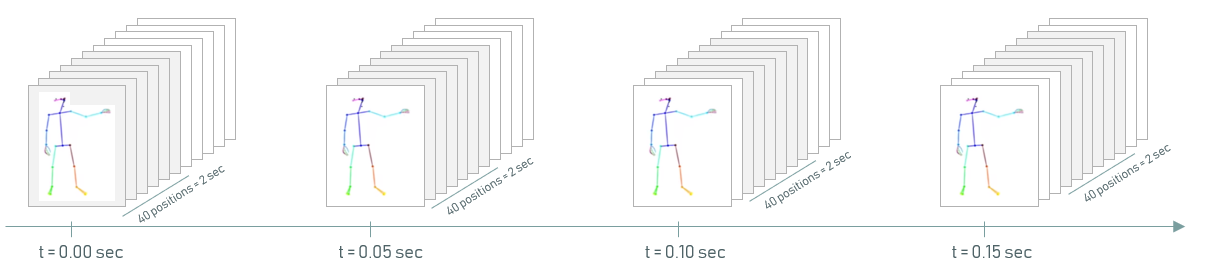 40 positions = 2 sec
40 positions = 2 sec
40 positions = 2 sec
40 positions = 2 sec
t = 0.00 sec
t = 0.05 sec
t = 0.10 sec
t = 0.15 sec